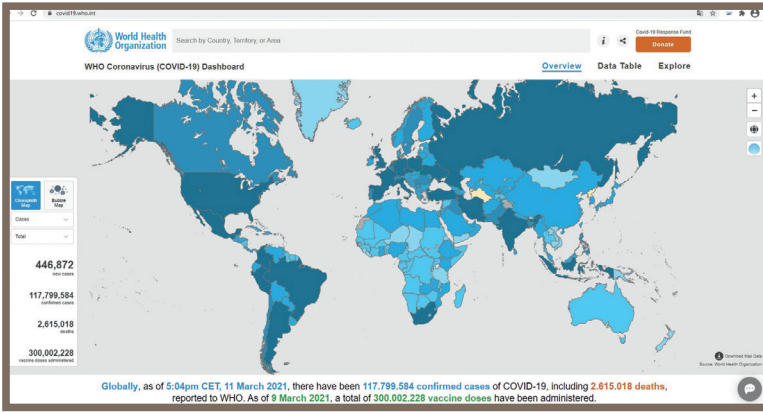 covid19.who.int
World Health
Organization
Search by Country, Territory, or Area
Covid-19 Response Fund
Donate
WHO Coronavirus (COVID-19) Dashboard
Overview
Data Table
Explore
Choropleth
Map
Bubble
Map
Cases
Total
446,872
new cases
117,799,584
confirmed cases
2,615,018
deaths
300,002,228
vaccine doses administered
Download Map Data
Source: World Health Organization
Globally, as of 5:04pm CET, 11 March 2021, there have been 117.799.584 confirmed cases of COVID-19, including 2.615.018 deaths,
reported to WHO. As of 9 March 2021, a total of 300.002.228 vaccine doses have been administered.